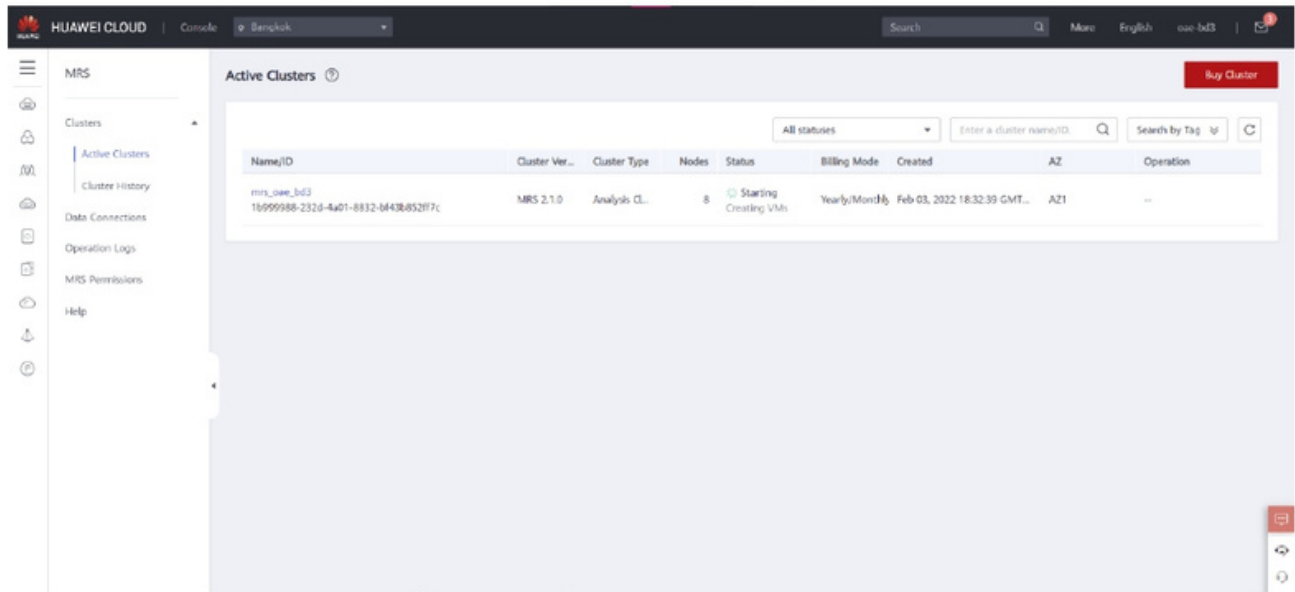 HUAWEI
HUAWEI CLOUD | Console Bangkok Search More English oae-bd3 | 3
MRS
Active Clusters
Buy Cluster
Clusters
All statuses Enter a cluster name/ID. Search by Tag
Active Clusters
Name/ID Cluster Ver... Cluster Type Nodes Status Billing Mode Created AZ Operation
Cluster History
mrs_oae_bd3
1b999988-232d-4a01-8832-bf43b852ff7c
MRS 2.1.0 Analysis Cl... 8 Starting
Creating VMs
Yearly/Monthly Feb 03, 2022 18:32:39 GMT... AZ1 --
Data Connections
Operation Logs
MRS Permissions
Help